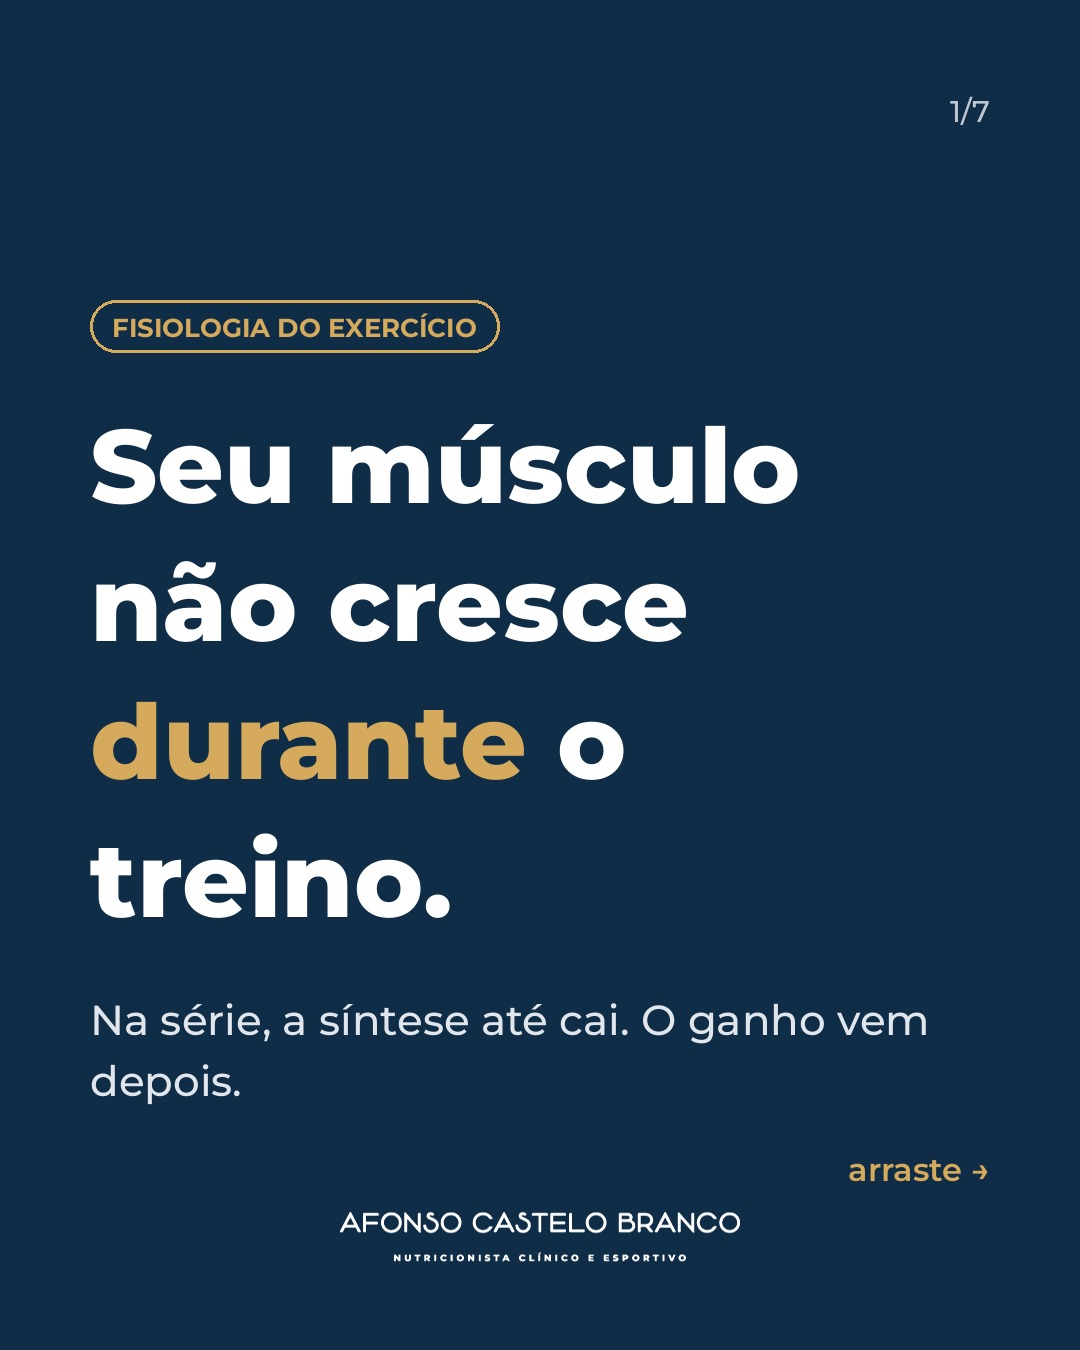 1/7
FISIOLOGIA DO EXERCÍCIO
Seu músculo
não cresce
durante o
treino.
Na série, a síntese até cai. O ganho vem
depois.
arraste →
AFONSO CASTELO BRANCO
NUTRICIONISTA CLÍNICO E ESPORTIVO